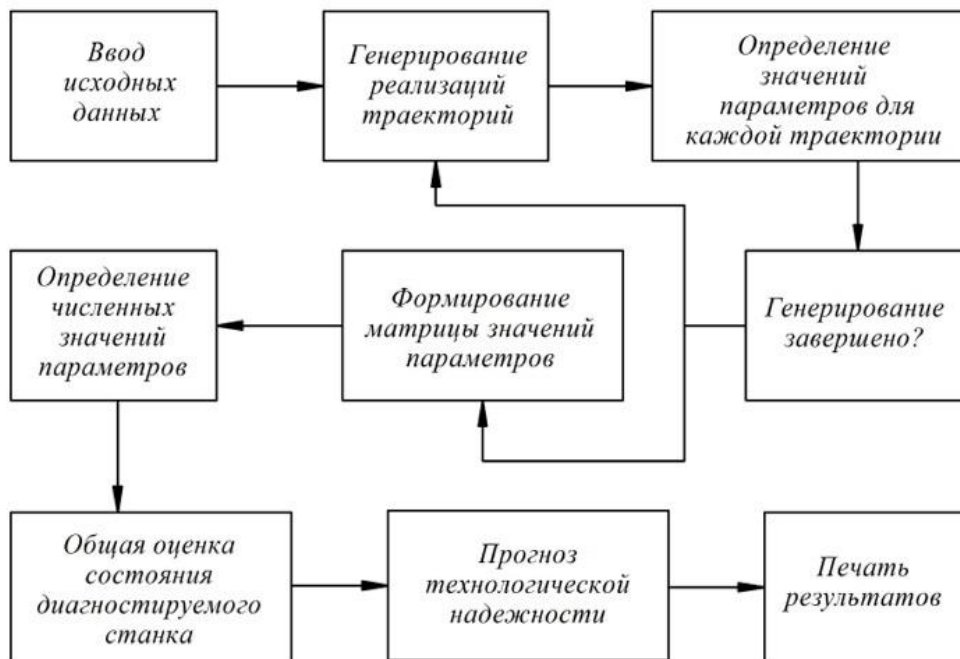 Ввод
исходных
данных
Генерирование
реализаций
траекторий
Определение
значений
параметров для
каждой траектории
Генерирование
завершено?
Формирование
матрицы значений
параметров
Определение
численных
значений
параметров
Общая оценка
состояния
диагностируемого
станка
Прогноз
технологической
надежности
Печать
результатов